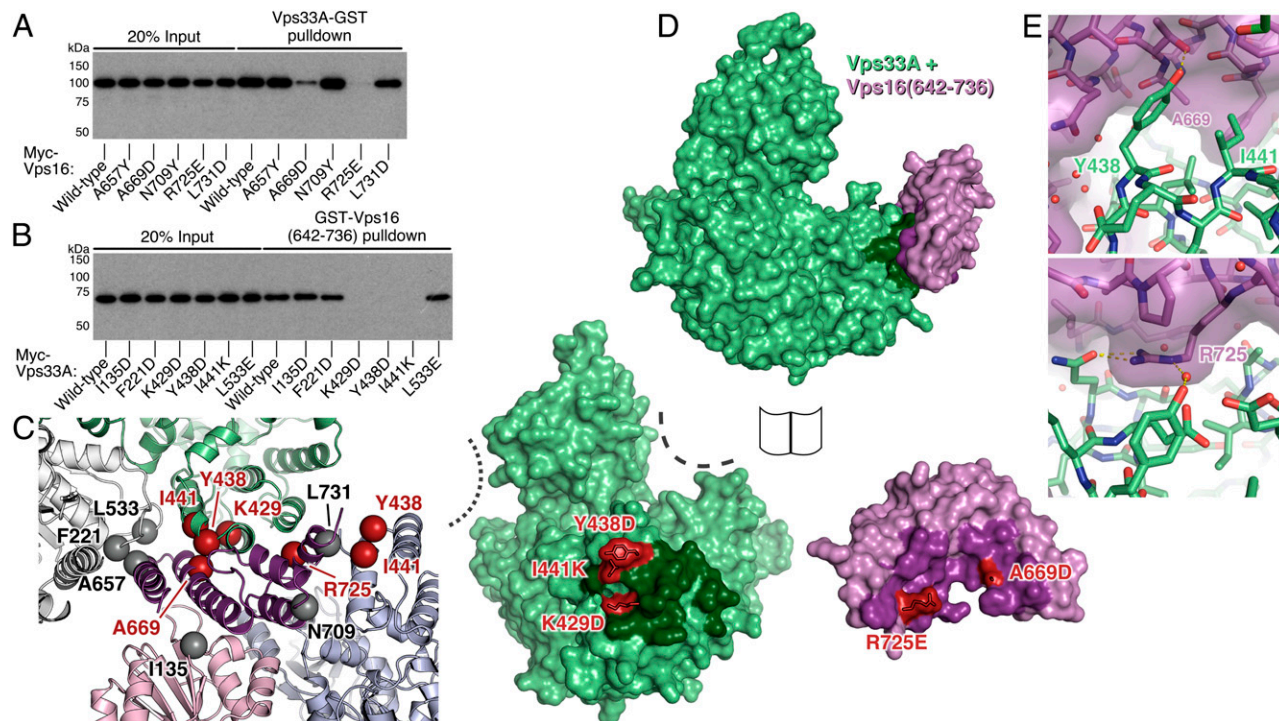 A
20% Input
Vps33A-GST
pulldown
kDa
150
100
75
50
Myc-
Vps16:
Wild-type
A657Y
A669D
N709Y
R725E
L731D
Wild-type
A657Y
A669D
N709Y
R725E
L731D
B
20% Input
GST-Vps16
(642-736) pulldown
kDa
150
100
75
50
Myc-
Vps33A:
Wild-type
I135D
F221D
K429D
Y438D
I441K
L533E
Wild-type
I135D
F221D
K429D
Y438D
I441K
L533E
C
Y438
I441
K429
L533
L731
Y438
F221
I441
A657
R725
A669
N709
I135
D
Vps33A +
Vps16(642-736)
Y438D
I441K
K429D
A669D
R725E
E
A669
Y438
I441
R725